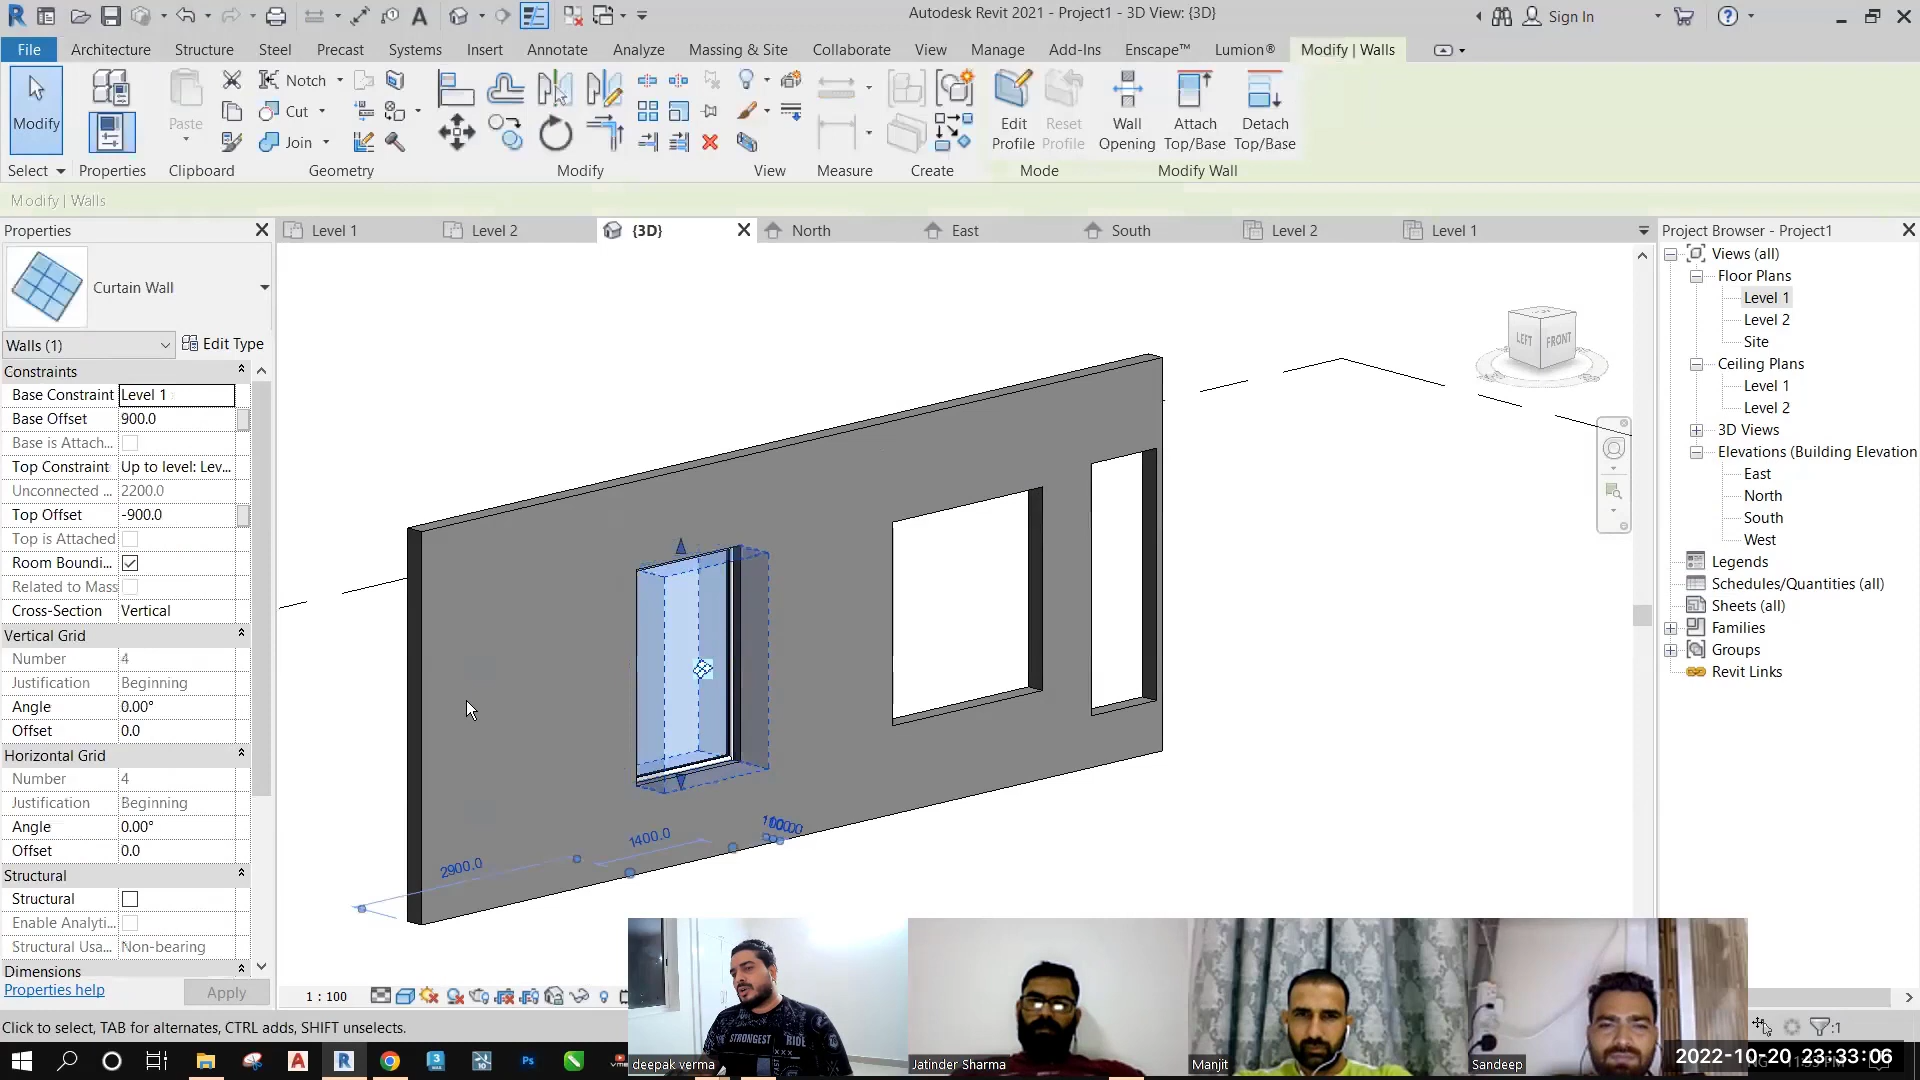 Autodesk Revit 2021 - Project1 - 3D View: {3D}
Sign In
File Architecture Structure Steel Precast Systems Insert Annotate Analyze Massing & Site Collaborate View Manage Add-Ins Enscape™ Lumion® Modify | Walls
Modify
Paste
Notch
Cut
Join
Edit Profile
Reset Profile
Wall Opening
Attach Top/Base
Detach Top/Base
Select Properties Clipboard Geometry Modify View Measure Create Mode Modify Wall
Modify | Walls
Properties
Level 1 Level 2 {3D} North East South Level 2 Level 1
Project Browser - Project1
Curtain Wall
Walls (1) Edit Type
Constraints
Base Constraint Level 1
Base Offset 900.0
Base is Attach...
Top Constraint Up to level: Lev...
Unconnected ... 2200.0
Top Offset -900.0
Top is Attached
Room Boundi...
Related to Mass
Cross-Section Vertical
Vertical Grid
Number 4
Justification Beginning
Angle 0.00°
Offset 0.0
Horizontal Grid
Number 4
Justification Beginning
Angle 0.00°
Offset 0.0
Structural
Structural
Enable Analyti...
Structural Usa... Non-bearing
Dimensions
Properties help Apply
LEFT FRONT
2900.0
1400.0
Views (all)
Floor Plans
Level 1
Level 2
Site
Ceiling Plans
Level 1
Level 2
3D Views
Elevations (Building Elevation
East
North
South
West
Legends
Schedules/Quantities (all)
Sheets (all)
Families
Groups
Revit Links
1 : 100
Click to select, TAB for alternates, CTRL adds, SHIFT unselects.
:1
STRONGEST RIDE
deepak verma
Jatinder Sharma
Manjit
Sandeep
2022-10-20 23:33:06